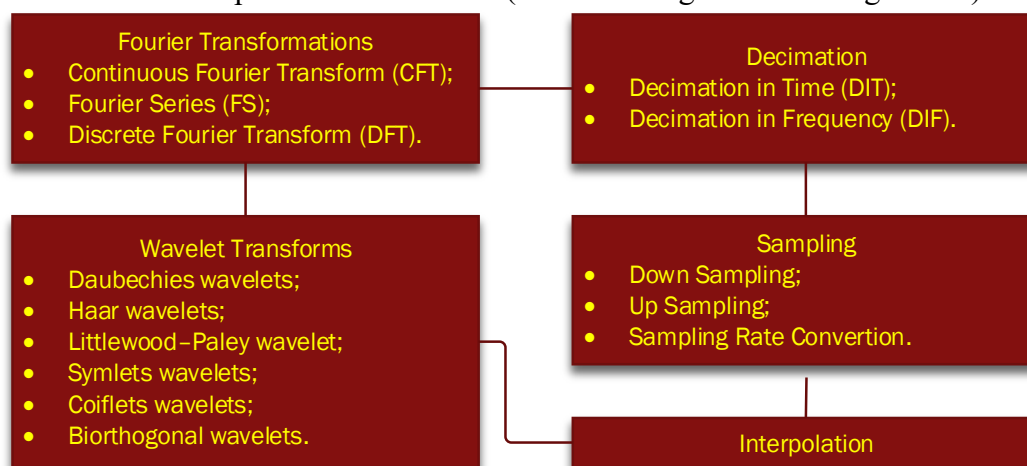 Fourier Transformations
• Continuous Fourier Transform (CFT);
• Fourier Series (FS);
• Discrete Fourier Transform (DFT).
Decimation
• Decimation in Time (DIT);
• Decimation in Frequency (DIF).
Wavelet Transforms
• Daubechies wavelets;
• Haar wavelets;
• Littlewood–Paley wavelet;
• Symlets wavelets;
• Coiflets wavelets;
• Biorthogonal wavelets.
Sampling
• Down Sampling;
• Up Sampling;
• Sampling Rate Convertion.
Interpolation